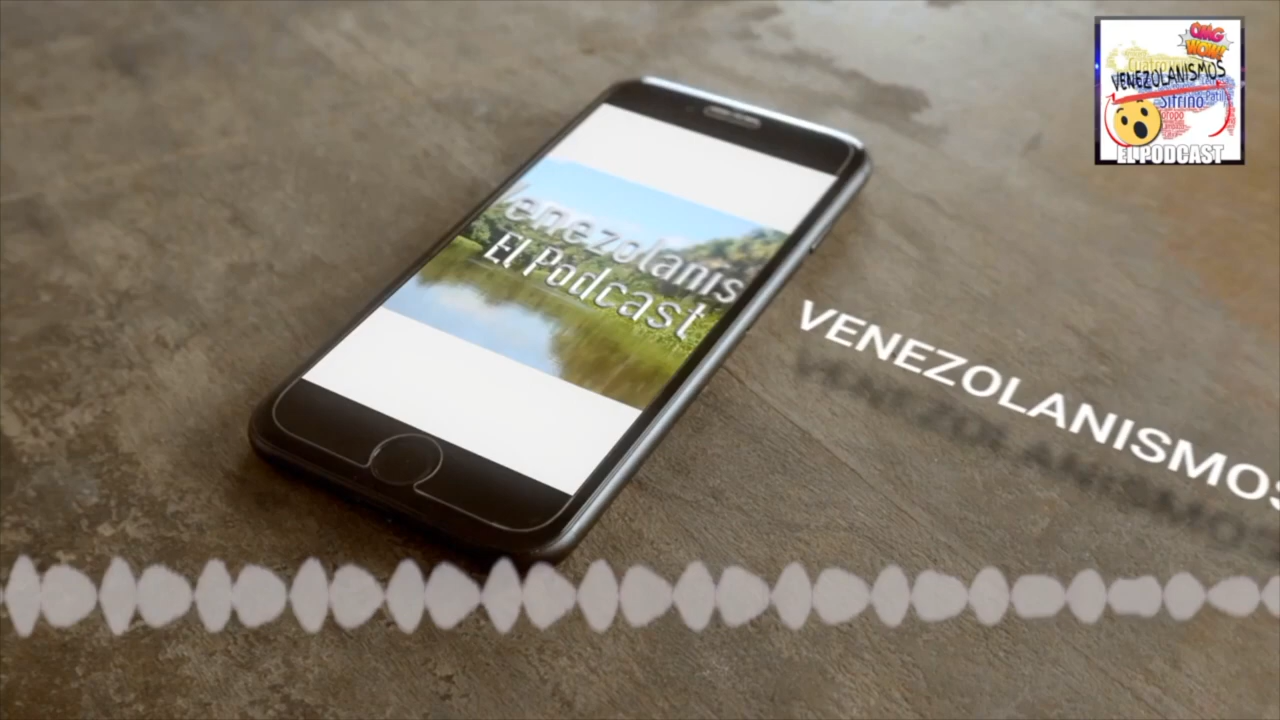 OMG
WOW!
VENEZOLANISMOS
Sifrino
EL PODCAST
Venezolanis
El Podcast
VENEZOLANISMOS